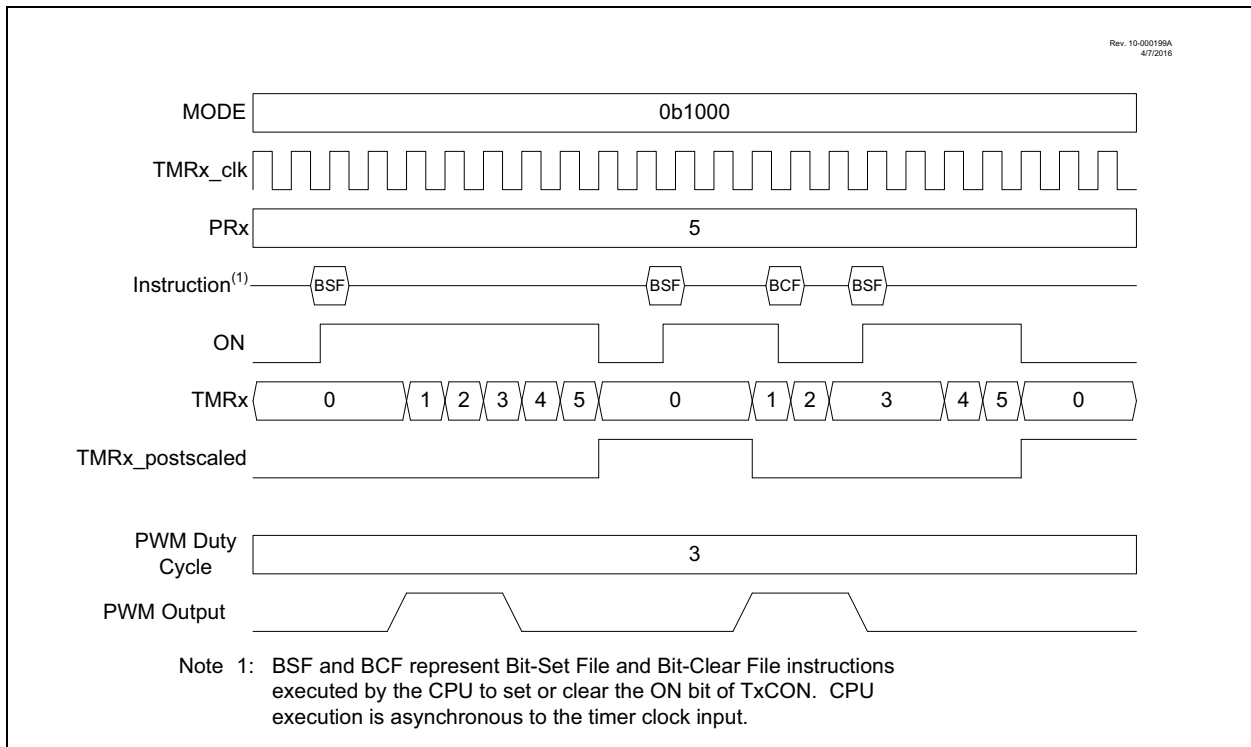 Rev. 10-000199A
4/7/2016
MODE 0b1000
TMRx_clk
PRx 5
Instruction(1) BSF BSF BCF BSF
ON
TMRx 0 1 2 3 4 5 0 1 2 3 4 5 0
TMRx_postscaled
PWM Duty
Cycle 3
PWM Output
Note 1: BSF and BCF represent Bit-Set File and Bit-Clear File instructions
executed by the CPU to set or clear the ON bit of TxCON. CPU
execution is asynchronous to the timer clock input.